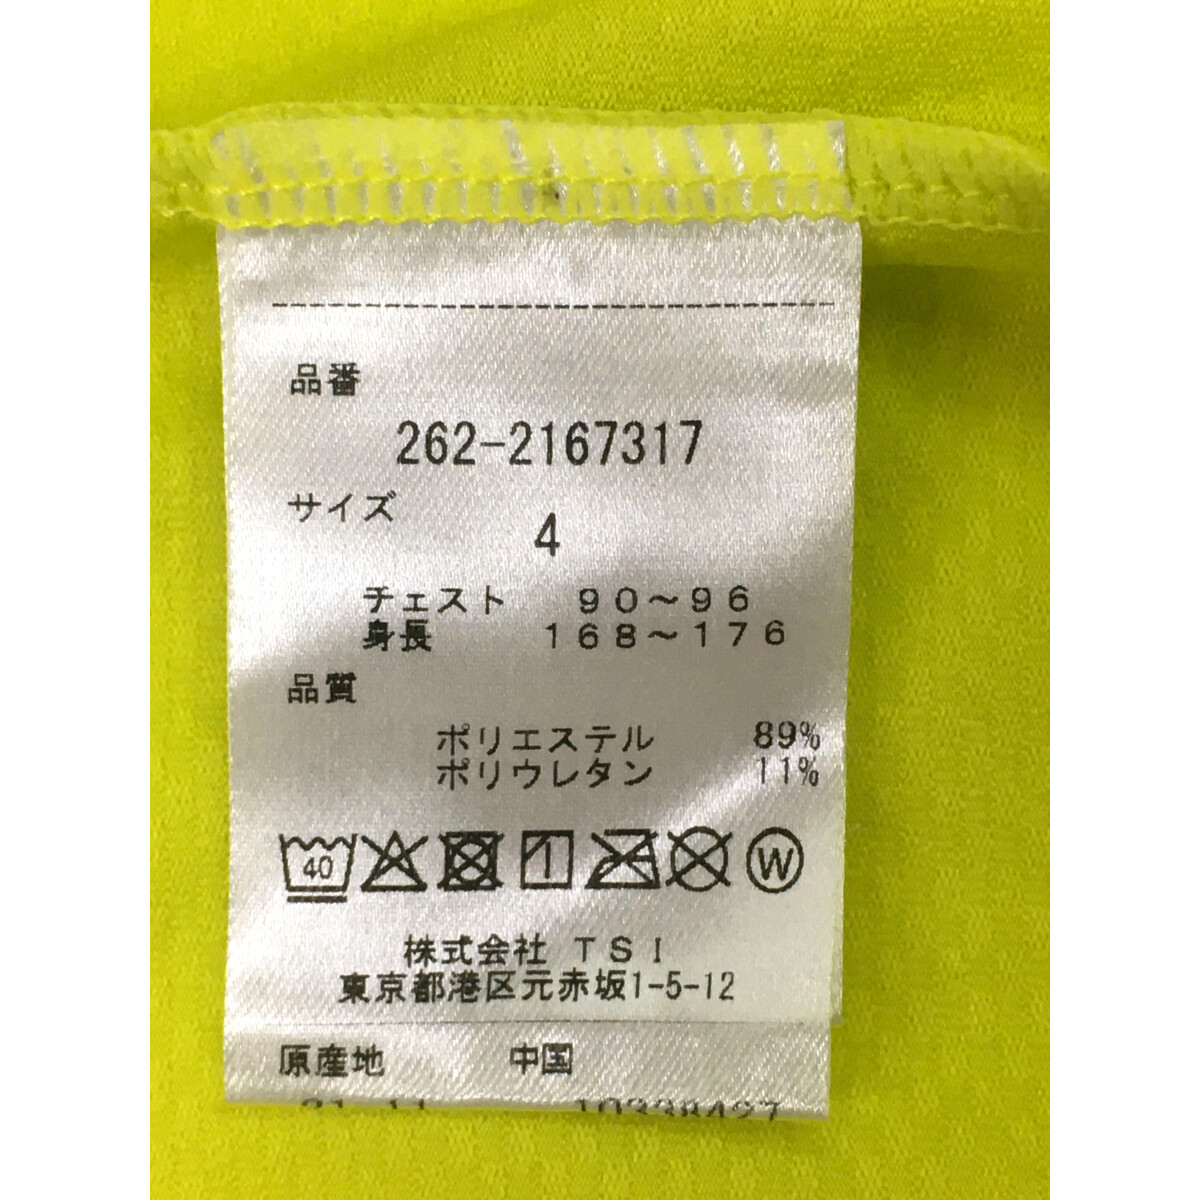 品番
262-2167317
サイズ
4
チェスト 90～96
身長 168～176
品質
ポリエステル 89%
ポリウレタン 11%
40
W
株式会社 TSI
東京都港区元赤坂1-5-12
原産地 中国